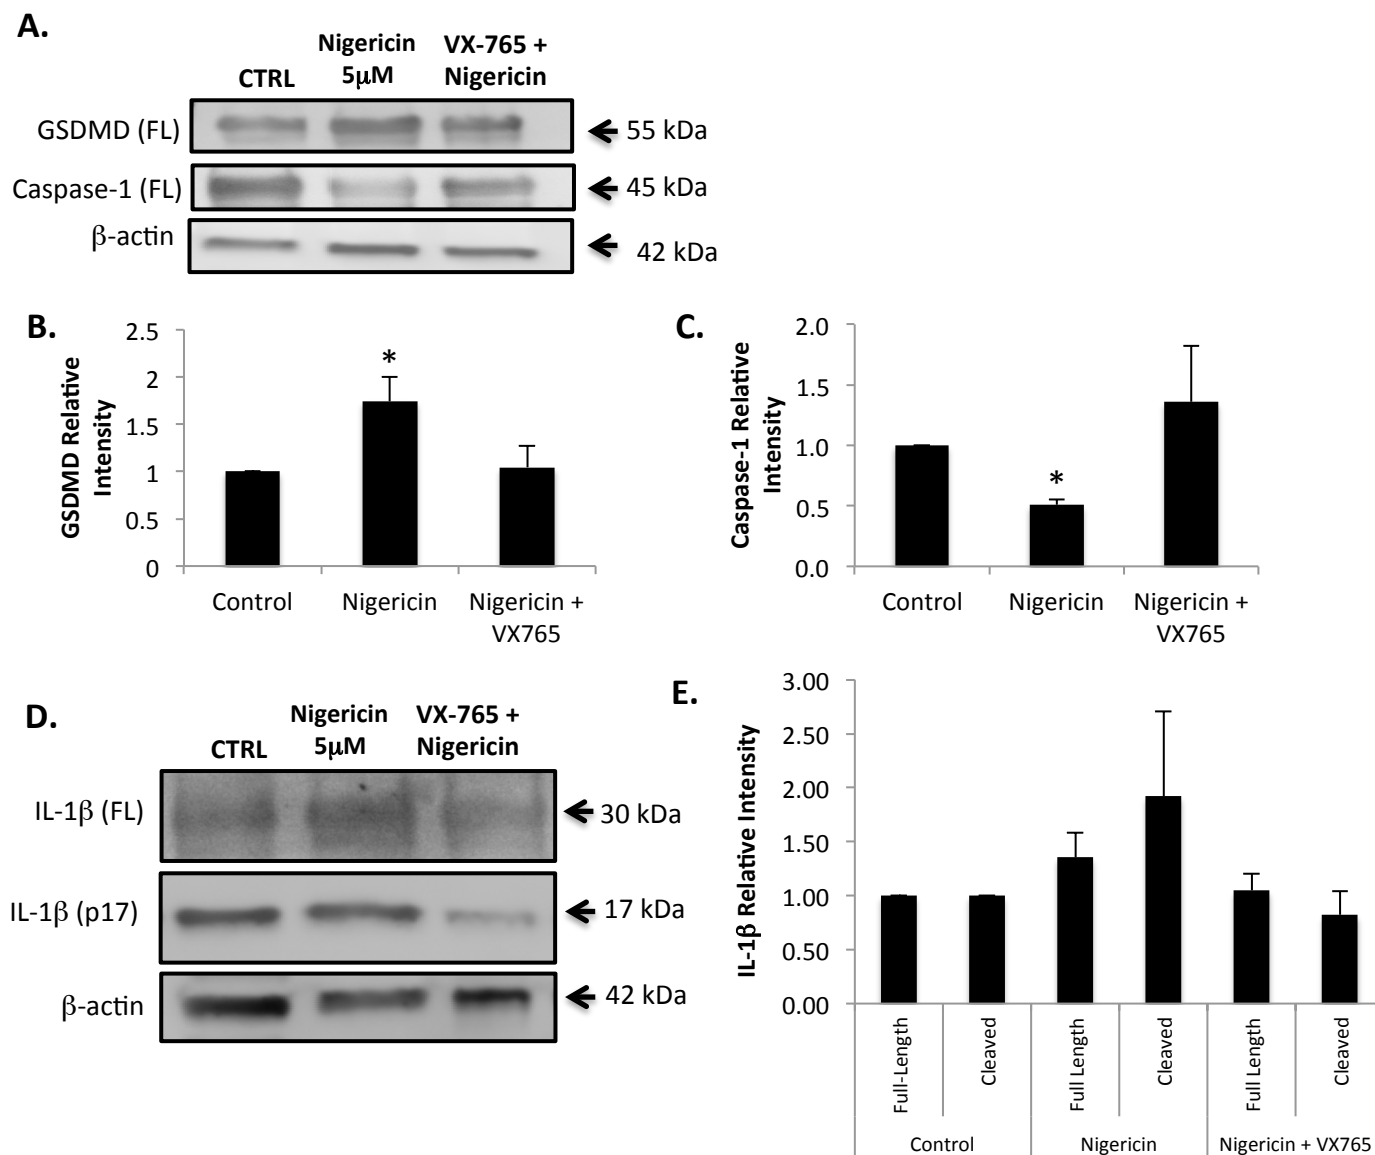 A.
CTRL
Nigericin
5μM
VX-765 +
Nigericin
GSDMD (FL)
55 kDa
Caspase-1 (FL)
45 kDa
β-actin
42 kDa
B.
GSDMD Relative
Intensity
2.5
2
1.5
1
0.5
0
*
Control
Nigericin
Nigericin +
VX765
C.
Caspase-1 Relative
Intensity
2.0
1.5
1.0
0.5
0.0
*
Control
Nigericin
Nigericin +
VX765
D.
CTRL
Nigericin
5μM
VX-765 +
Nigericin
IL-1β (FL)
30 kDa
IL-1β (p17)
17 kDa
β-actin
42 kDa
E.
IL-1β Relative Intensity
3.00
2.50
2.00
1.50
1.00
0.50
0.00
Full-Length
Cleaved
Full Length
Cleaved
Full Length
Cleaved
Control
Nigericin
Nigericin + VX765